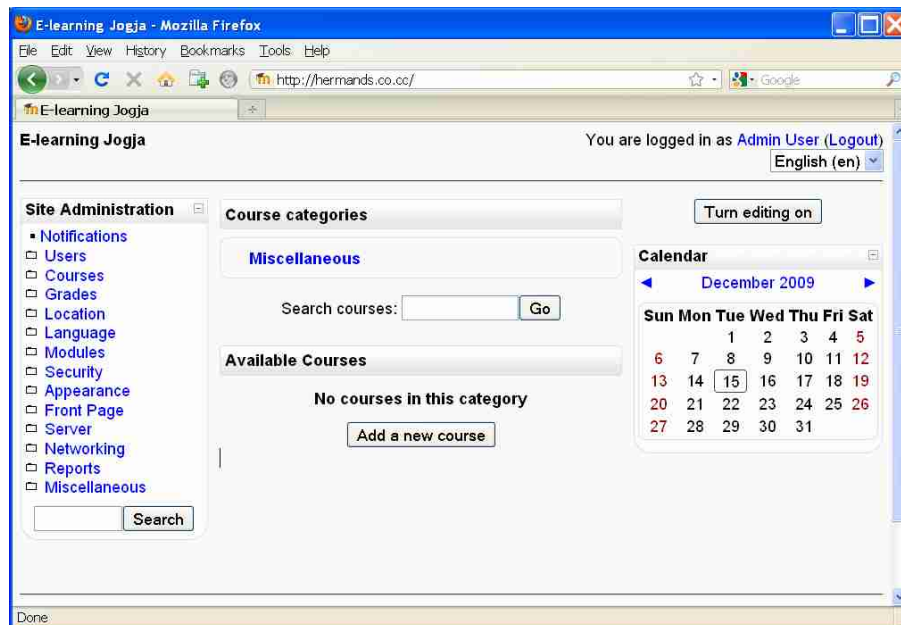 E-learning Jogja - Mozilla Firefox
File Edit View History Bookmarks Tools Help
http://hermands.co.cc/
Google
E-learning Jogja
E-learning Jogja
You are logged in as Admin User (Logout)
English (en)
Site Administration
Notifications
Users
Courses
Grades
Location
Language
Modules
Security
Appearance
Front Page
Server
Networking
Reports
Miscellaneous
Search
Course categories
Miscellaneous
Search courses: Go
Available Courses
No courses in this category
Add a new course
Turn editing on
Calendar
◄ December 2009 ►
Sun Mon Tue Wed Thu Fri Sat
1 2 3 4 5
6 7 8 9 10 11 12
13 14 15 16 17 18 19
20 21 22 23 24 25 26
27 28 29 30 31
Done